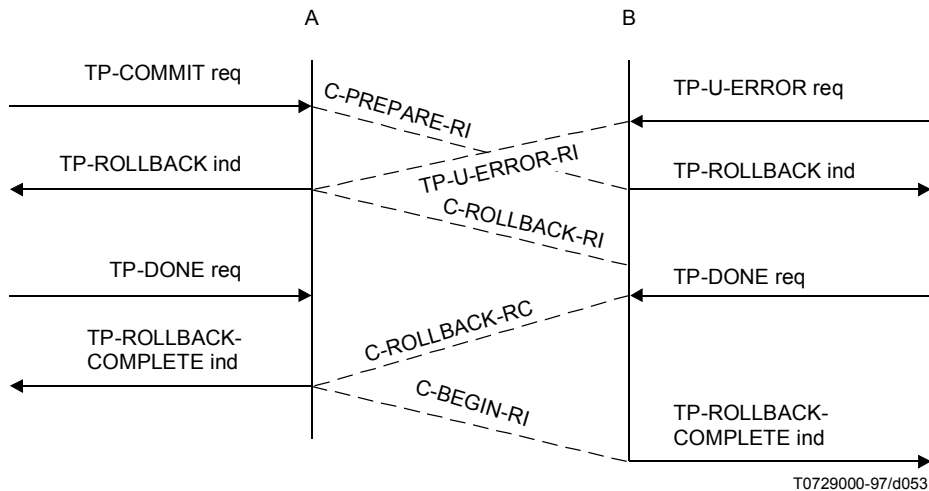 A
B
TP-COMMIT req
C-PREPARE-RI
TP-U-ERROR req
TP-ROLLBACK ind
TP-U-ERROR-RI
TP-ROLLBACK ind
C-ROLLBACK-RI
TP-DONE req
TP-DONE req
C-ROLLBACK-RC
TP-ROLLBACK-
COMPLETE ind
C-BEGIN-RI
TP-ROLLBACK-
COMPLETE ind
T0729000-97/d053